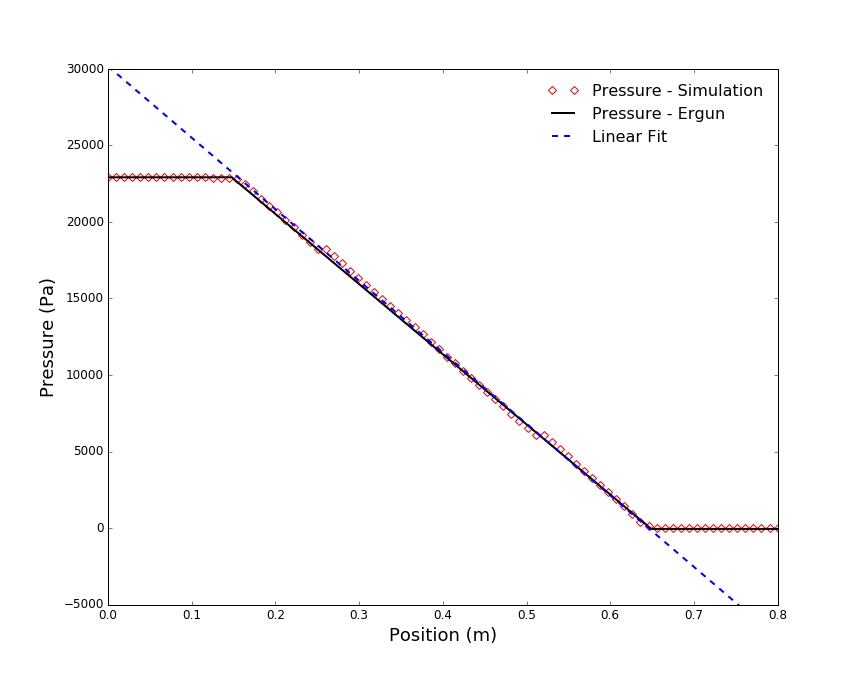 30000
25000
20000
15000
10000
5000
0
−5000
Pressure (Pa)
Pressure - Simulation
Pressure - Ergun
Linear Fit
0.0 0.1 0.2 0.3 0.4 0.5 0.6 0.7 0.8
Position (m)